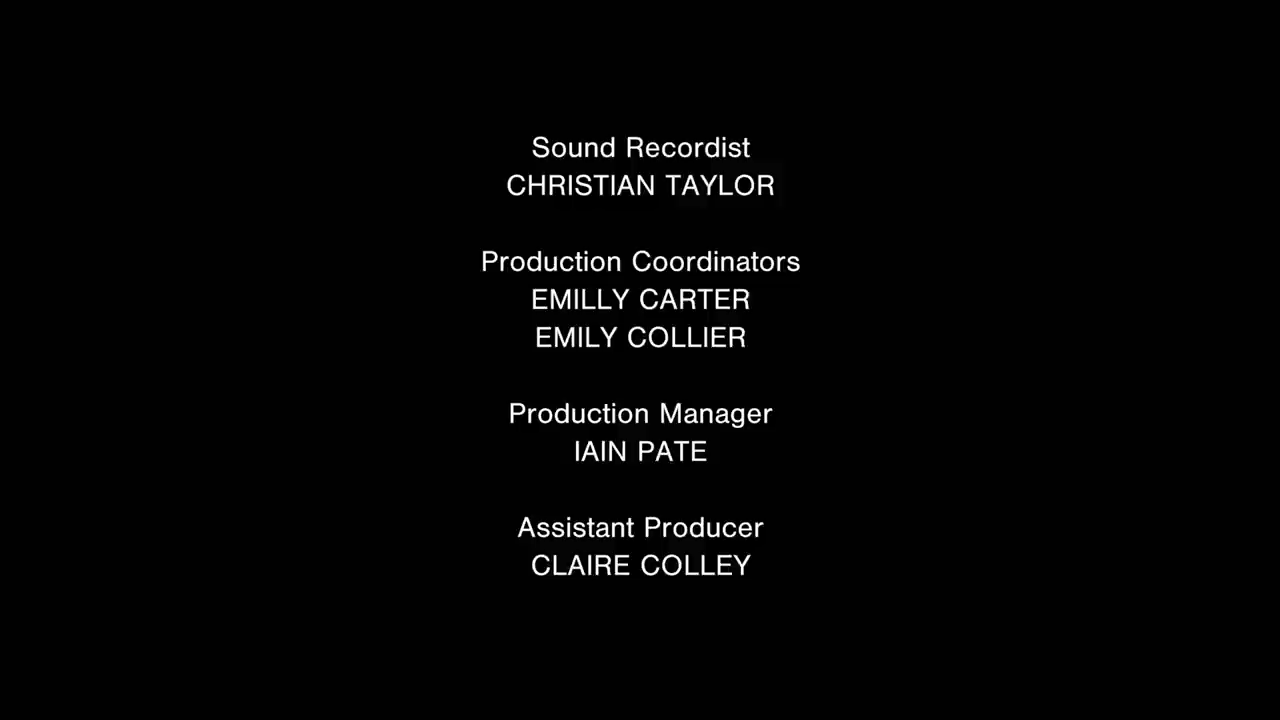 Sound Recordist
CHRISTIAN TAYLOR
Production Coordinators
EMILLY CARTER
EMILY COLLIER
Production Manager
IAIN PATE
Assistant Producer
CLAIRE COLLEY